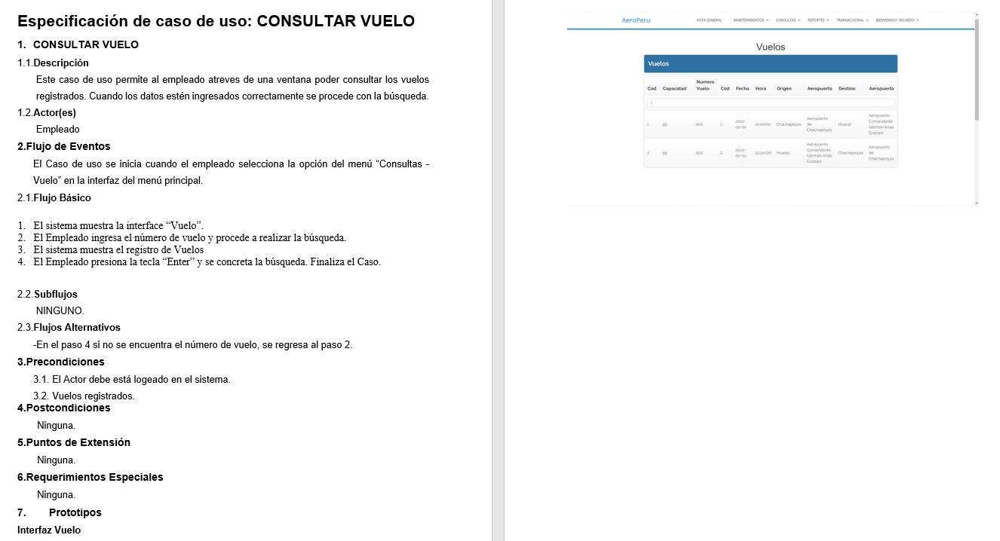 Especificación de caso de uso: CONSULTAR VUELO
1. CONSULTAR VUELO
1.1.Descripción
Este caso de uso permite al empleado atreves de una ventana poder consultar los vuelos
registrados. Cuando los datos estén ingresados correctamente se procede con la búsqueda.
1.2.Actor(es)
Empleado
2.Flujo de Eventos
El Caso de uso se inicia cuando el empleado selecciona la opción del menú “Consultas -
Vuelo” en la interfaz del menú principal.
2.1.Flujo Básico
1. El sistema muestra la interface “Vuelo”.
2. El Empleado ingresa el número de vuelo y procede a realizar la búsqueda.
3. El sistema muestra el registro de Vuelos
4. El Empleado presiona la tecla “Enter” y se concreta la búsqueda. Finaliza el Caso.
2.2.Subflujos
NINGUNO.
2.3.Flujos Alternativos
-En el paso 4 si no se encuentra el número de vuelo, se regresa al paso 2.
3.Precondiciones
3.1. El Actor debe está logeado en el sistema.
3.2. Vuelos registrados.
4.Postcondiciones
Ninguna.
5.Puntos de Extensión
Ninguna.
6.Requerimientos Especiales
Ninguna.
7. Prototipos
Interfaz Vuelo
AeroPeru VISTA GENERAL MANTENIMIENTOS CONSULTAS REPORTES TRANSACCIONAL BIENVENIDO : RICARDO
Vuelos
Vuelos
Numero
Cod Capacidad Vuelo Cod Fecha Hora Origen Aeropuerto Destino Aeropuerto
1
Aeropuerto
Aeropuerto Comandante
1 99 001 1 2022- 10:00:00 Chachapoyas de Huaraz Germán Arias
02-01 Chachapoyas Graziani
Aeropuerto
Comandante Aeropuerto
2 99 002 2 2022- 20:00:00 Huaraz Germán Arias Chachapoyas de
02-01 Graziani Chachapoyas